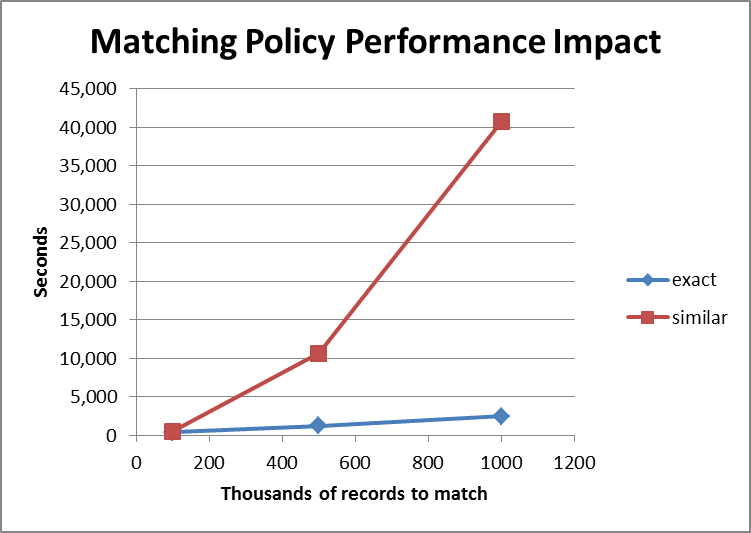 Matching Policy Performance Impact
45,000
40,000
35,000
30,000
25,000
20,000
15,000
10,000
5,000
0
Seconds
0 200 400 600 800 1000 1200
Thousands of records to match
exact
similar